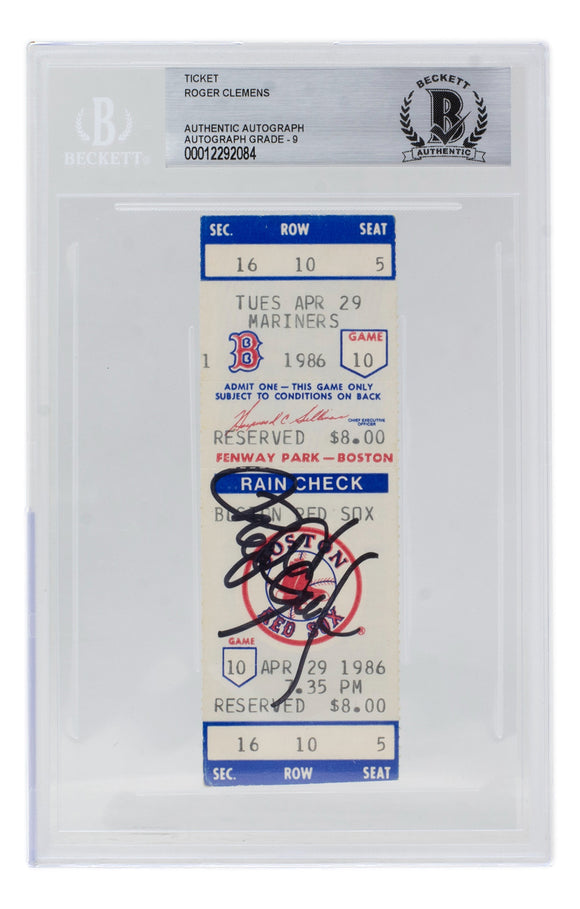 B
BECKETT®
TICKET
ROGER CLEMENS
AUTHENTIC AUTOGRAPH
AUTOGRAPH GRADE - 9
00012292084
BECKETT
B
AUTHENTIC
SEC. ROW SEAT
16 10 5
TUES APR 29
MARINERS
GAME
1 B 1986 10
ADMIT ONE — THIS GAME ONLY
SUBJECT TO CONDITIONS ON BACK
Haywood C. Sullivan CHIEF EXECUTIVE OFFICER
RESERVED $8.00
FENWAY PARK — BOSTON
RAIN CHECK
BOSTON RED SOX
BOSTON
RED SOX ®
GAME
10 APR 29 1986
7.35 PM
RESERVED $8.00
16 10 5
SEC. ROW SEAT